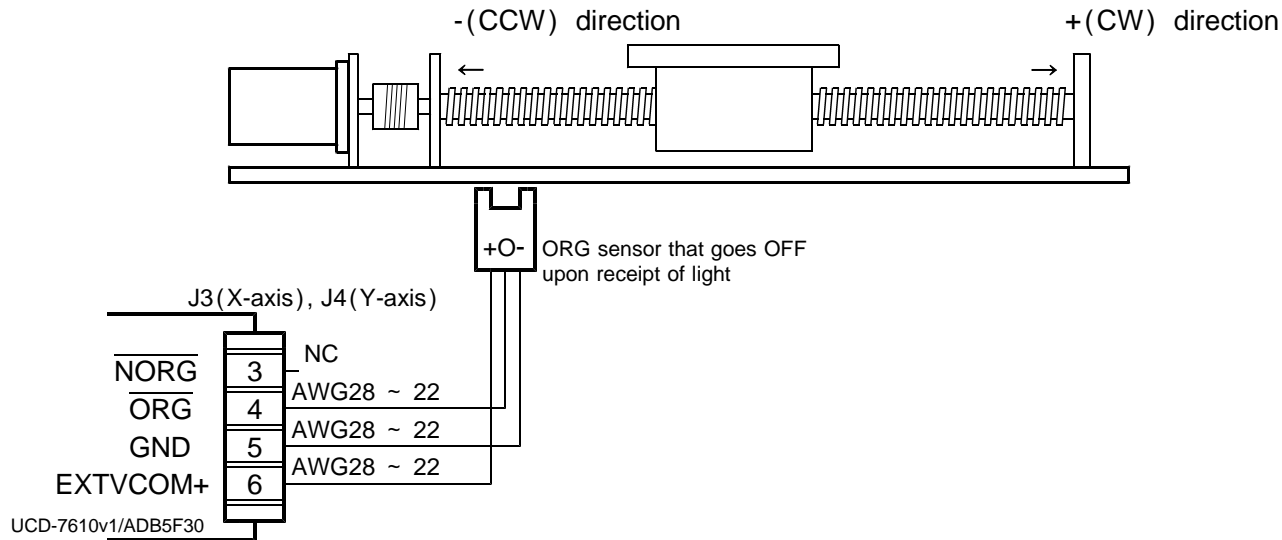 -(CCW) direction
+(CW) direction
← →
+O-
ORG sensor that goes OFF
upon receipt of light
J3(X-axis), J4(Y-axis)
NORG 3 NC
ORG 4 AWG28 ~ 22
GND 5 AWG28 ~ 22
EXTVCOM+ 6 AWG28 ~ 22
UCD-7610v1/ADB5F30